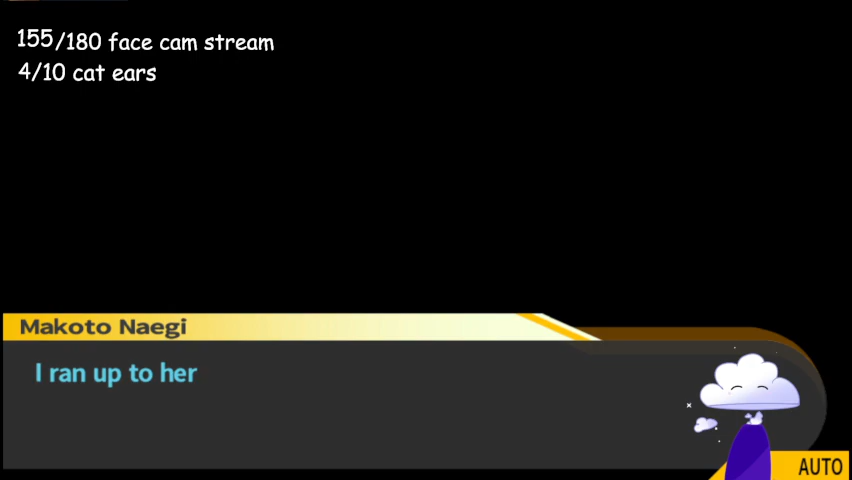 155/180 face cam stream
4/10 cat ears
Makoto Naegi
I ran up to her
AUTO